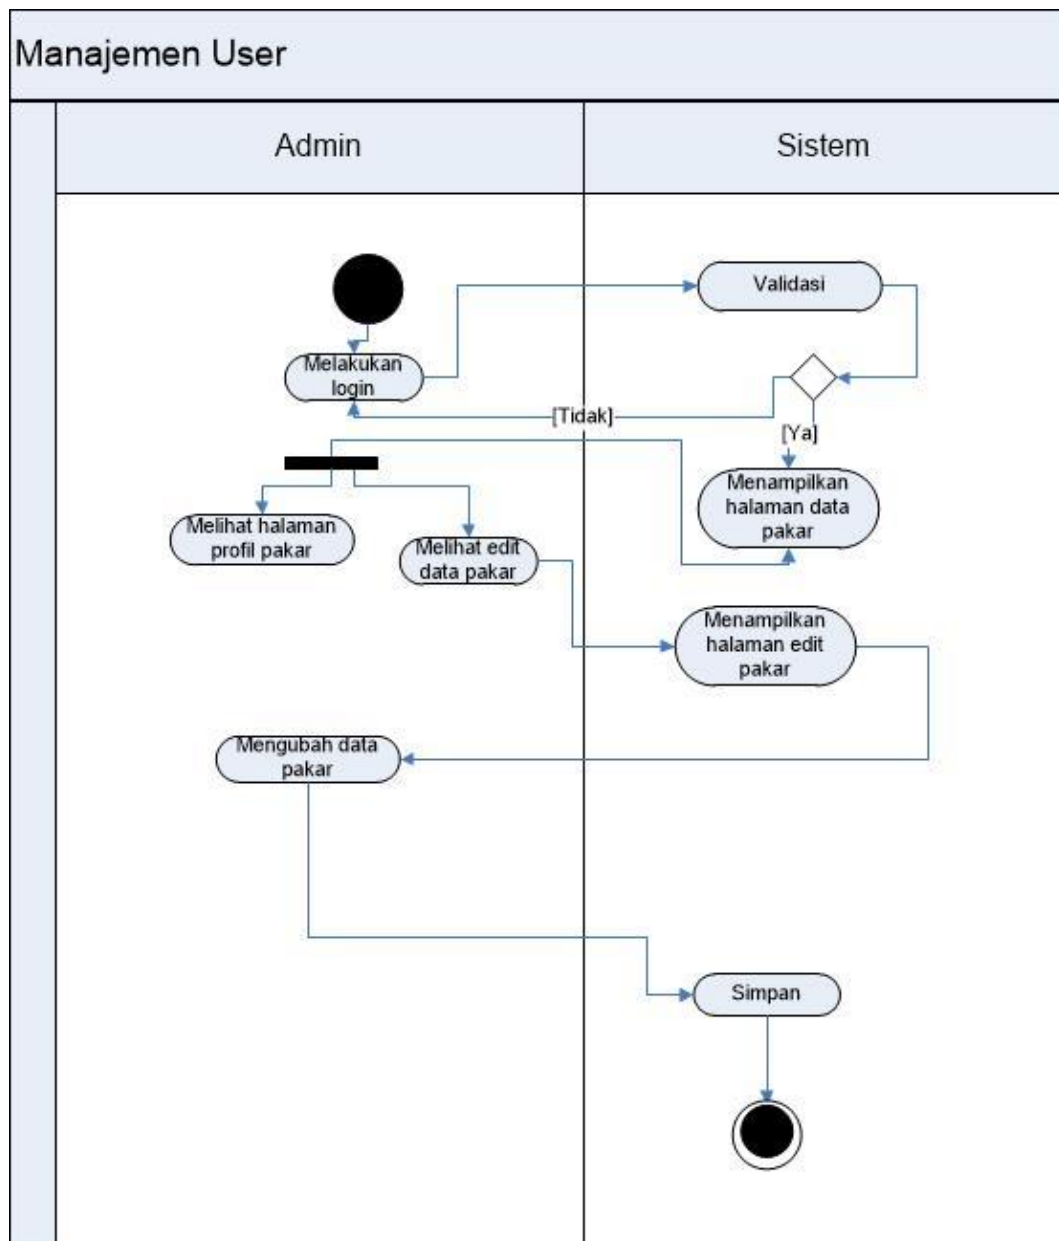 Manajemen User
Admin
Sistem
Validasi
Melakukan
login
[Tidak]
[Ya]
Menampilkan
halaman data
pakar
Melihat halaman
profil pakar
Melihat edit
data pakar
Menampilkan
halaman edit
pakar
Mengubah data
pakar
Simpan